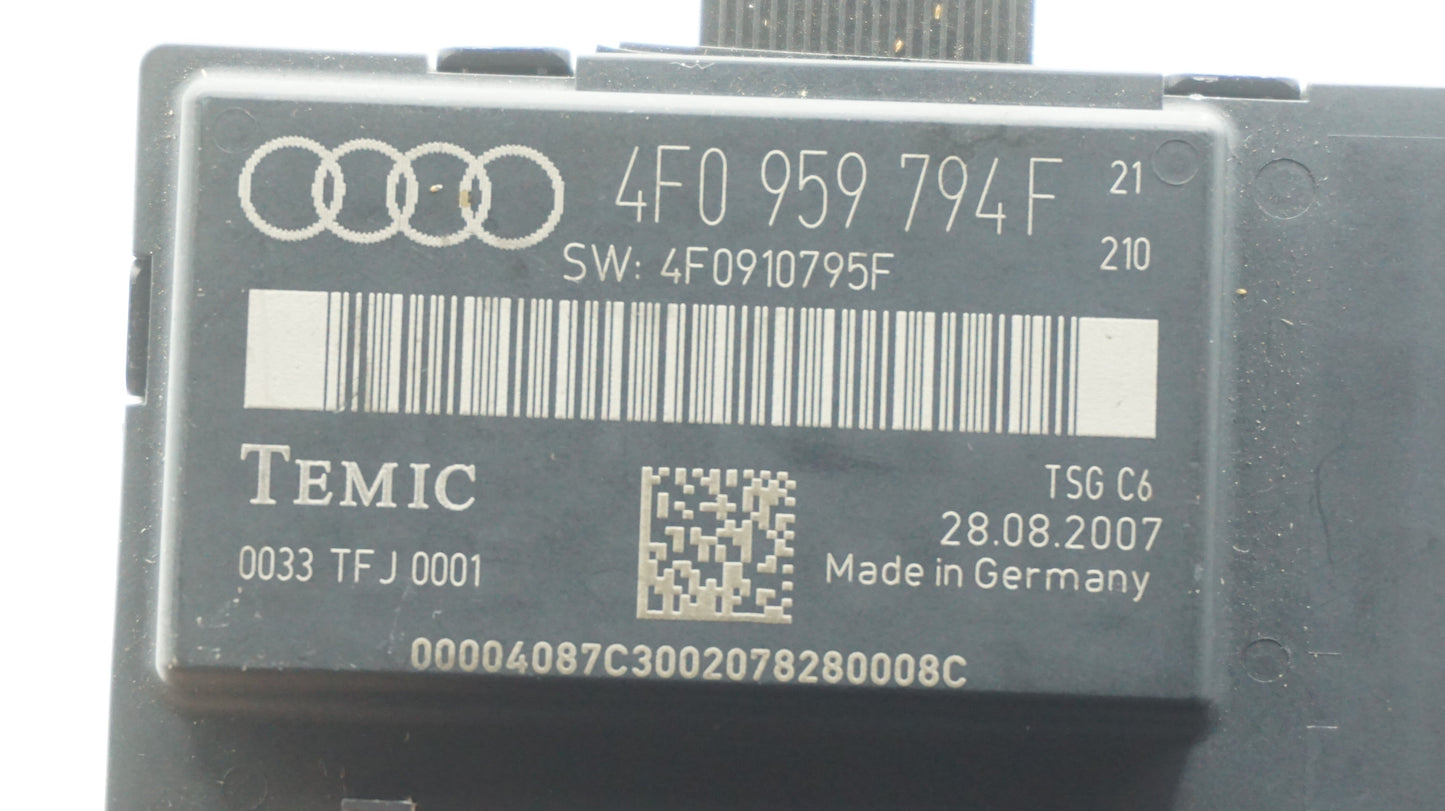 4F0 959 794 F 21
SW: 4F0910795F 210
TEMIC
TSG C6
28.08.2007
0033 TFJ 0001
Made in Germany
00004087C3002078280008C